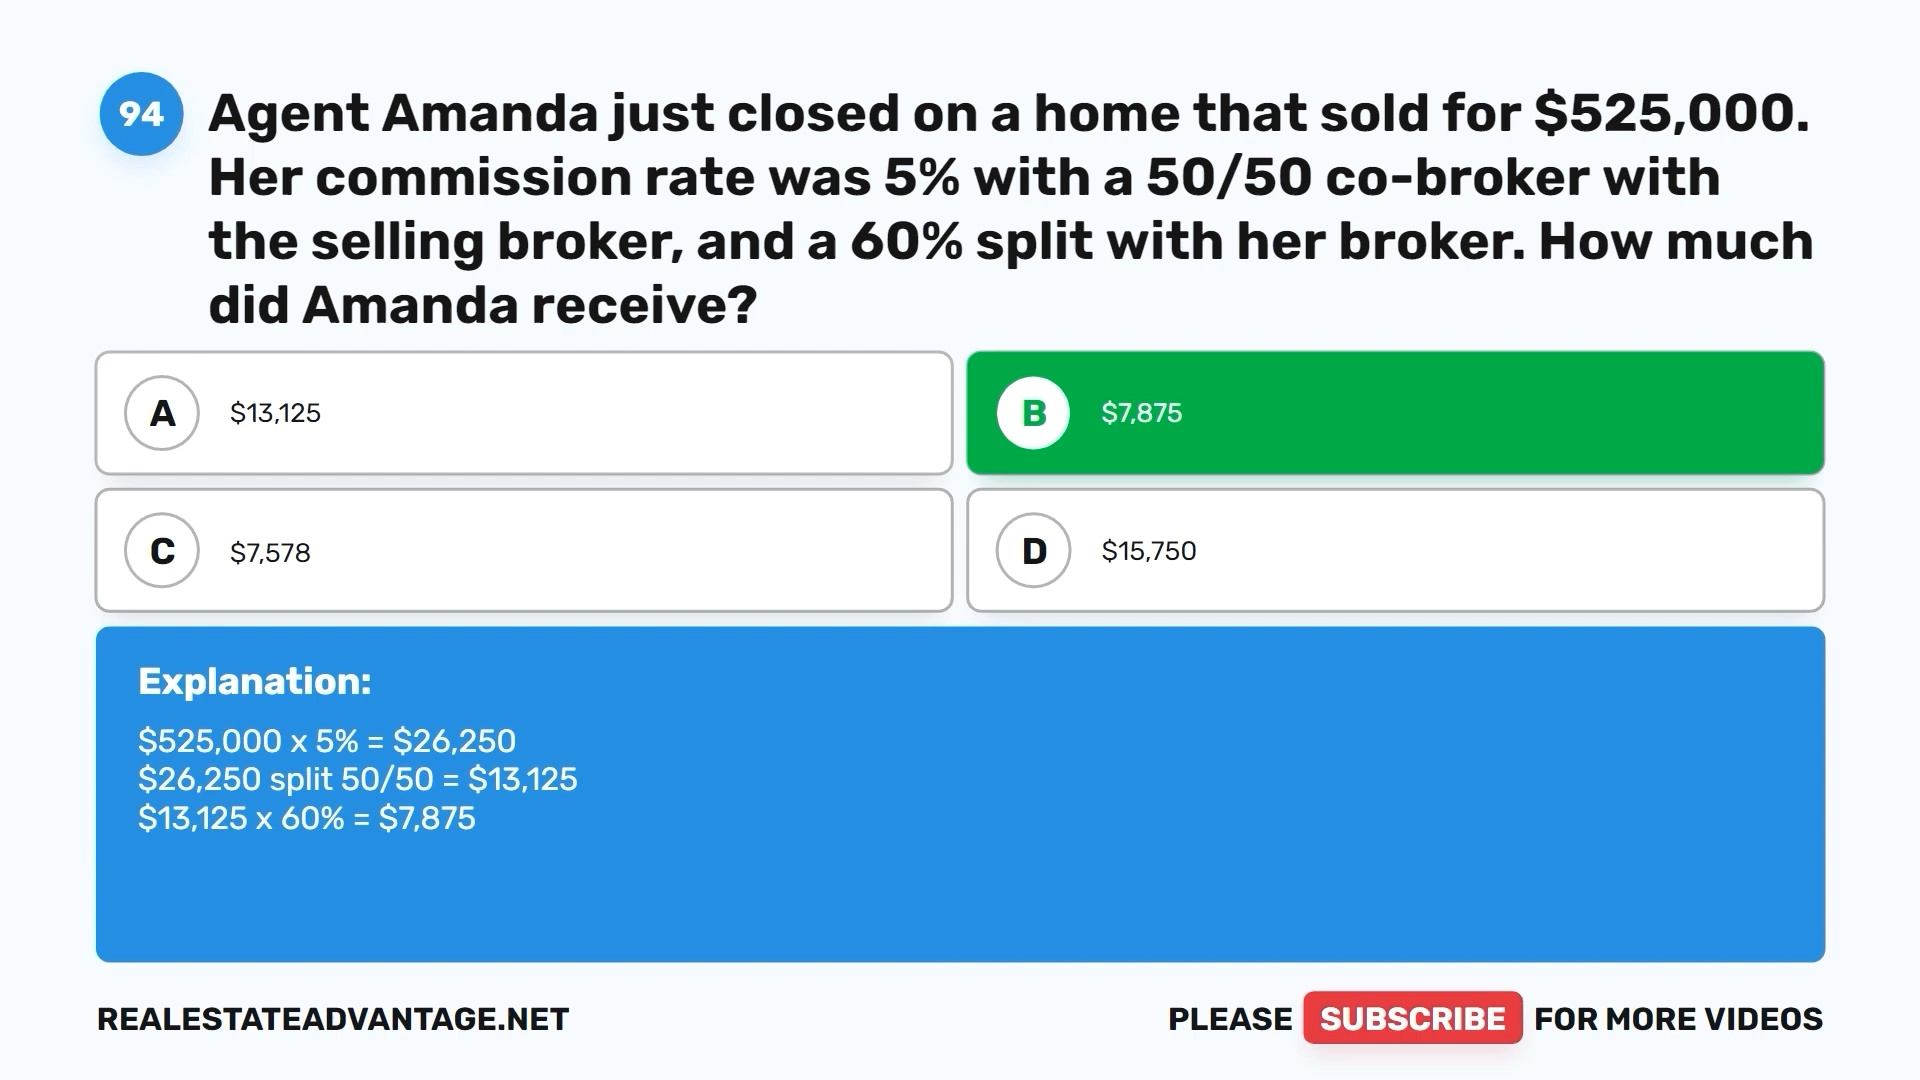 94
Agent Amanda just closed on a home that sold for $525,000.
Her commission rate was 5% with a 50/50 co-broker with
the selling broker, and a 60% split with her broker. How much
did Amanda receive?
A $13,125
B $7,875
C $7,578
D $15,750
Explanation:
$525,000 x 5% = $26,250
$26,250 split 50/50 = $13,125
$13,125 x 60% = $7,875
REALESTATEADVANTAGE.NET
PLEASE SUBSCRIBE FOR MORE VIDEOS